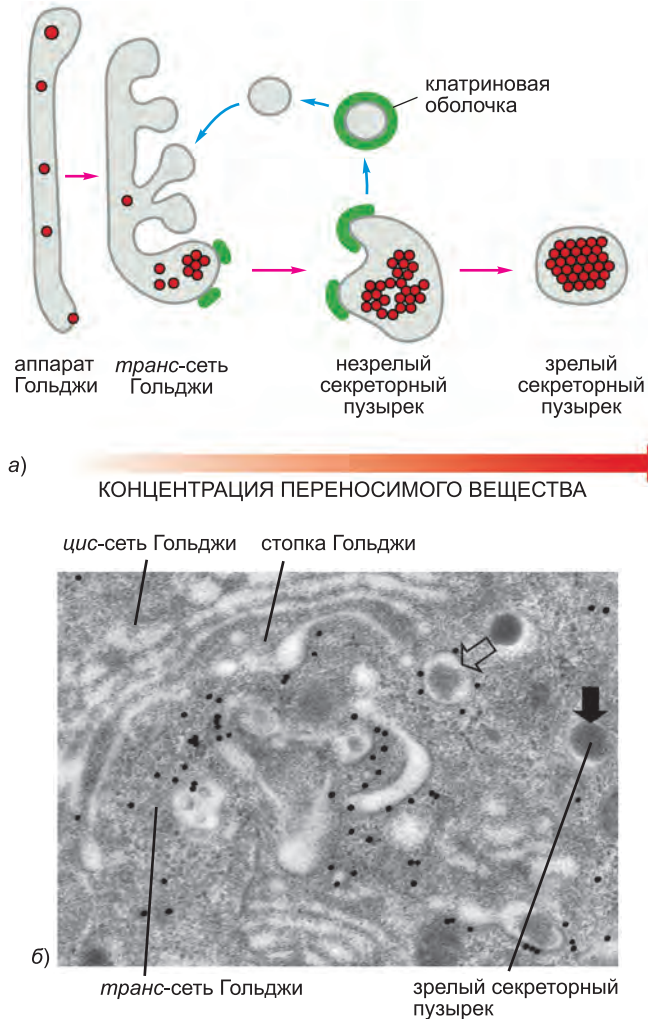 клатриновая
оболочка
аппарат
Гольджи
транс-сеть
Гольджи
незрелый
секреторный
пузырек
зрелый
секреторный
пузырек
а)
КОНЦЕНТРАЦИЯ ПЕРЕНОСИМОГО ВЕЩЕСТВА
цис-сеть Гольджи
стопка Гольджи
б)
транс-сеть Гольджи
зрелый секреторный
пузырек